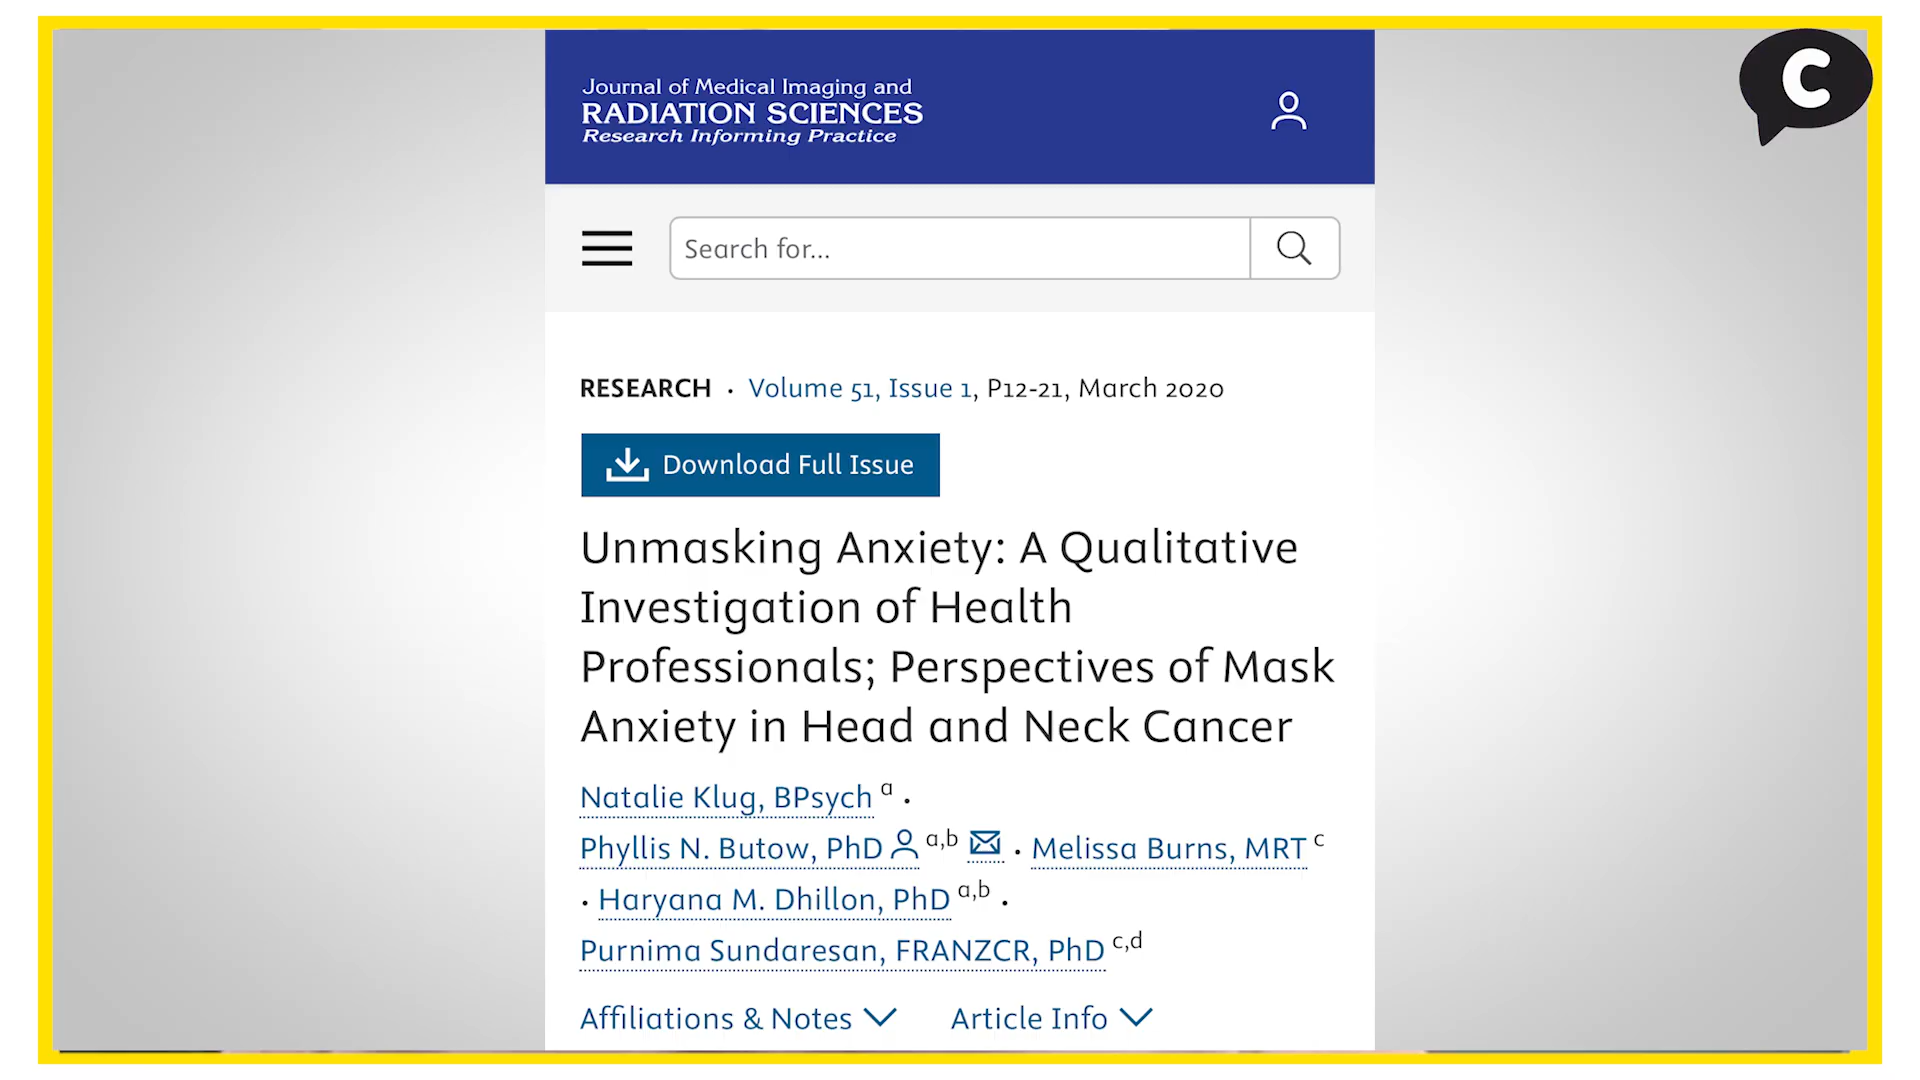 Journal of Medical Imaging and
RADIATION SCIENCES
Research Informing Practice
C
Search for...
RESEARCH · Volume 51, Issue 1, P12-21, March 2020
Download Full Issue
Unmasking Anxiety: A Qualitative
Investigation of Health
Professionals; Perspectives of Mask
Anxiety in Head and Neck Cancer
Natalie Klug, BPsych a ·
Phyllis N. Butow, PhD a,b · Melissa Burns, MRT c
· Haryana M. Dhillon, PhD a,b ·
Purnima Sundaresan, FRANZCR, PhD c,d
Affiliations & Notes Article Info